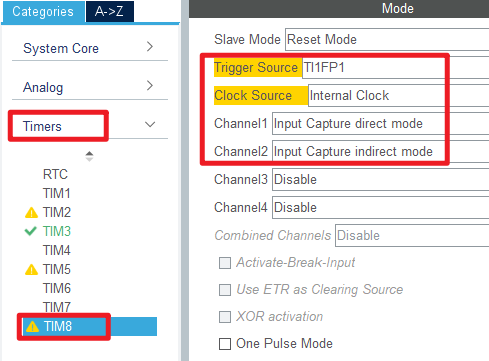 Categories A->Z
System Core
Analog
Timers
RTC
TIM1
TIM2
TIM3
TIM4
TIM5
TIM6
TIM7
TIM8
Mode
Slave Mode Reset Mode
Trigger Source TI1FP1
Clock Source Internal Clock
Channel1 Input Capture direct mode
Channel2 Input Capture indirect mode
Channel3 Disable
Channel4 Disable
Combined Channels Disable
Activate-Break-Input
Use ETR as Clearing Source
XOR activation
One Pulse Mode